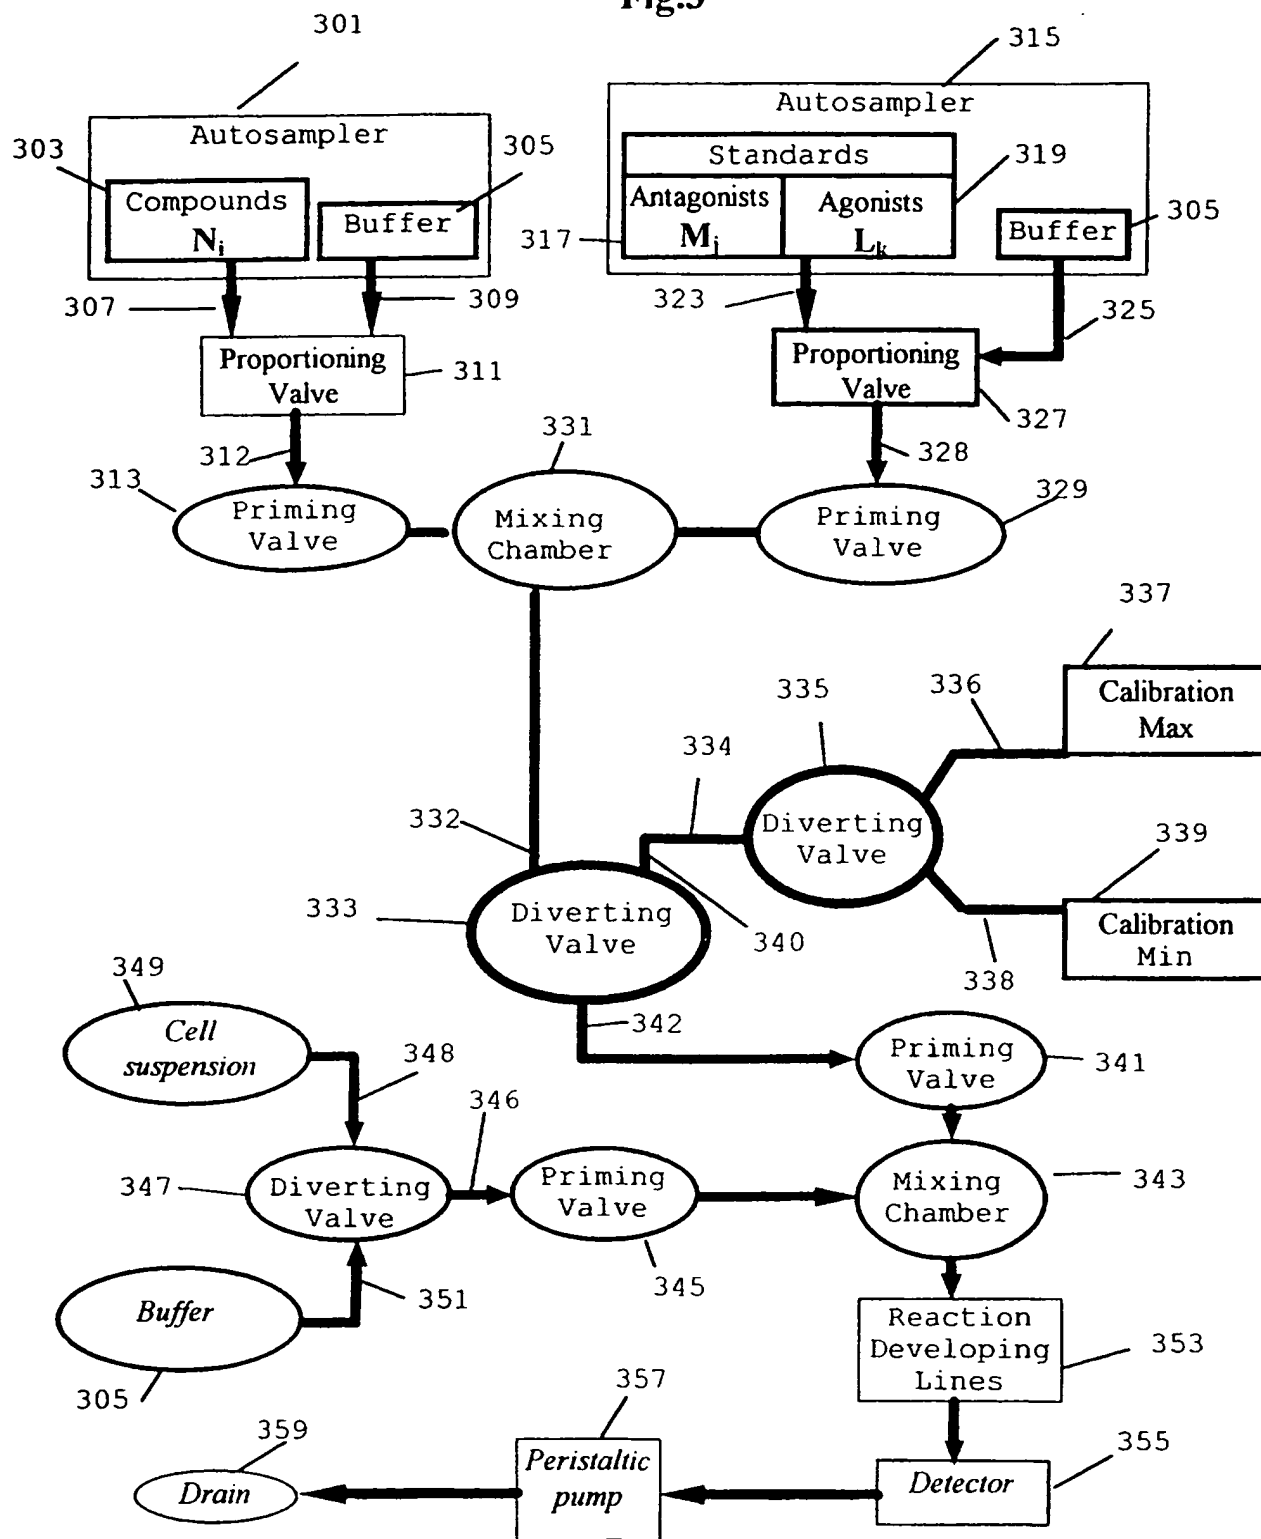 Fig.3
301
315
Autosampler
Autosampler
303
305
Standards
319
Compounds
Ni
Buffer
Antagonists
Mj
Agonists
Lk
317
Buffer
305
307
309
323
325
Proportioning
Valve
311
Proportioning
Valve
327
312
331
328
313
Priming
Valve
Mixing
Chamber
Priming
Valve
329
337
335
336
Calibration
Max
334
332
Diverting
Valve
339
333
Diverting
Valve
340
Calibration
Min
338
349
Cell
suspension
342
348
Priming
Valve
341
346
347
Diverting
Valve
Priming
Valve
Mixing
Chamber
343
345
351
Buffer
305
Reaction
Developing
Lines
353
357
359
355
Drain
Peristaltic
pump
Detector